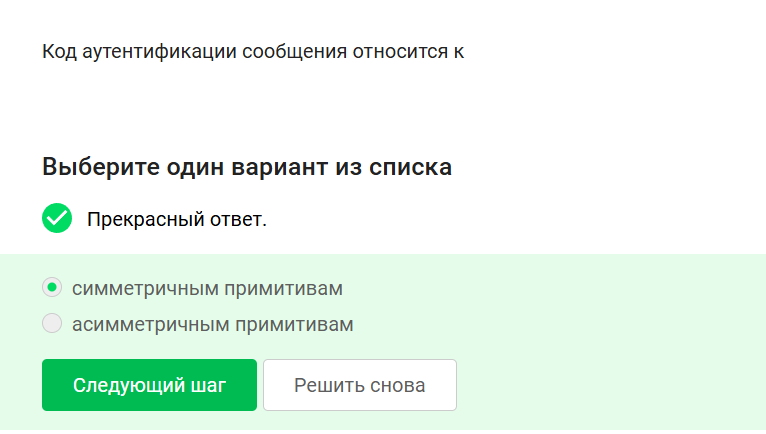 Код аутентификации сообщения относится к
Выберите один вариант из списка
Прекрасный ответ.
симметричным примитивам
асимметричным примитивам
Следующий шаг
Решить снова